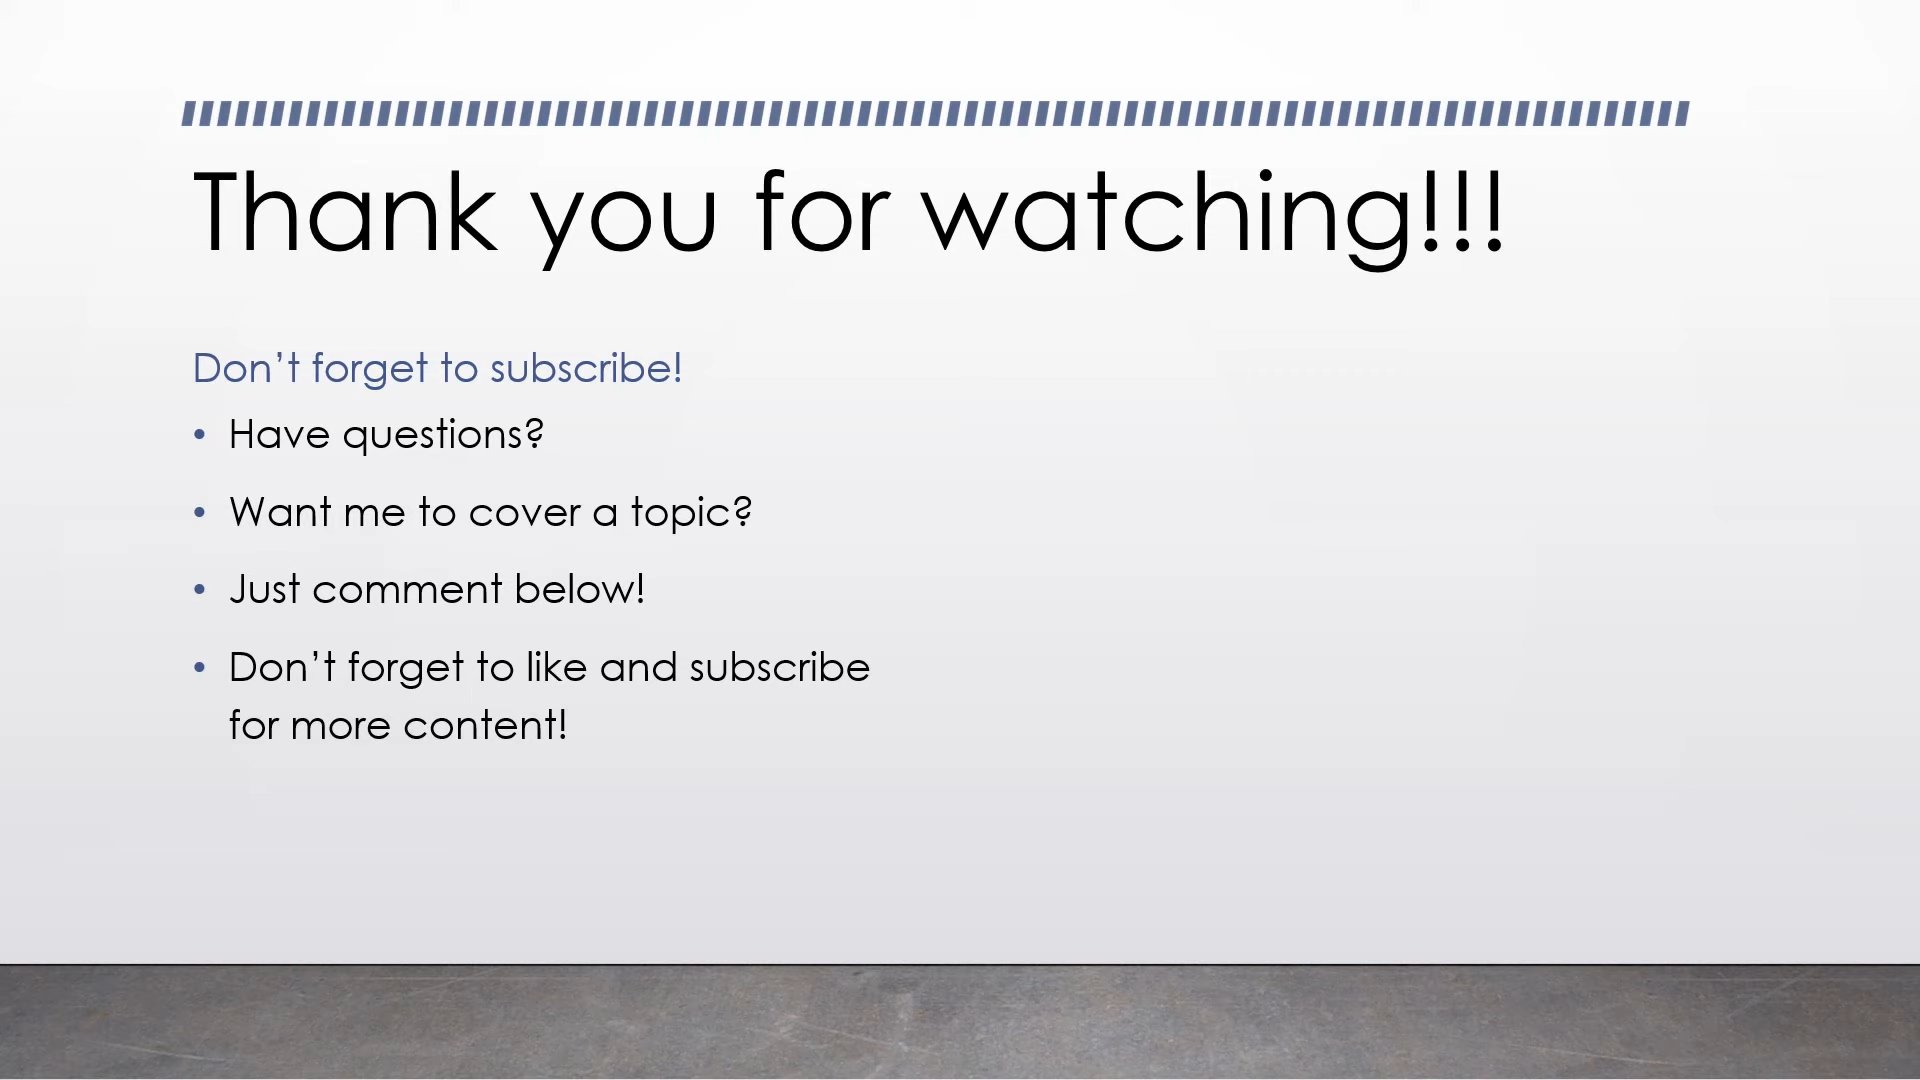 Thank you for watching!!!
Don’t forget to subscribe!
• Have questions?
• Want me to cover a topic?
• Just comment below!
• Don’t forget to like and subscribe
for more content!